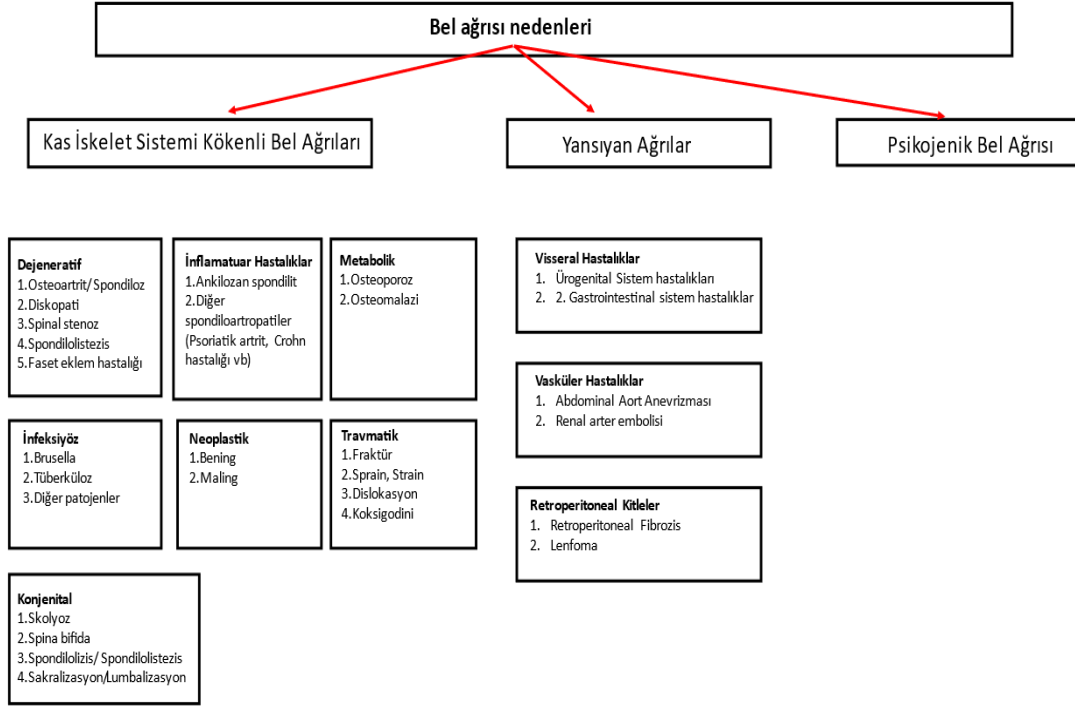 Bel ağrısı nedenleri
Kas İskelet Sistemi Kökenli Bel Ağrıları
Yansıyan Ağrılar
Psikojenik Bel Ağrısı
Dejeneratif
1.Osteoartrit/ Spondiloz
2.Diskopati
3.Spinal stenoz
4.Spondilolistezis
5.Faset eklem hastalığı
İnflamatuar Hastalıklar
1.Ankilozan spondilit
2.Diğer
spondiloartropatiler
(Psoriatik artrit, Crohn
hastalığı vb)
Metabolik
1.Osteoporoz
2.Osteomalazi
Visseral Hastalıklar
1. Ürogenital Sistem hastalıkları
2. 2. Gastrointestinal sistem hastalıklar
Vasküler Hastalıklar
1. Abdominal Aort Anevrizması
2. Renal arter embolisi
İnfeksiyöz
1.Brusella
2.Tüberküloz
3.Diğer patojenler
Neoplastik
1.Bening
2.Maling
Travmatik
1.Fraktür
2.Sprain, Strain
3.Dislokasyon
4.Koksigodini
Retroperitoneal Kitleler
1. Retroperitoneal Fibrozis
2. Lenfoma
Konjenital
1.Skolyoz
2.Spina bifida
3.Spondilolizis/ Spondilolistezis
4.Sakralizasyon/Lumbalizasyon